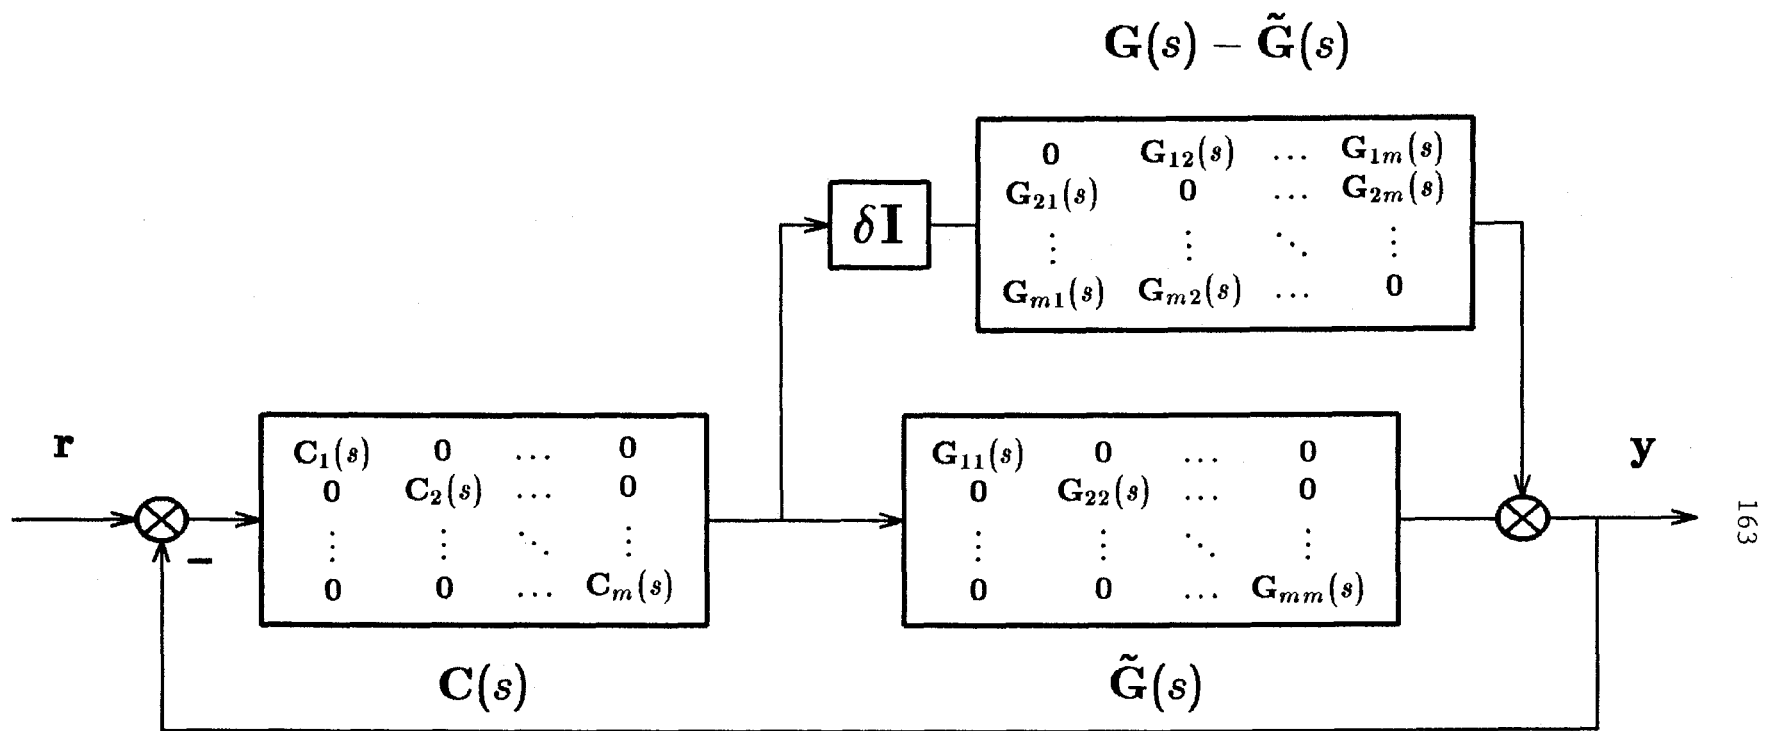 G(s) − G̃(s)
0 G₁₂(s) … G₁ₘ(s)
G₂₁(s) 0 … G₂ₘ(s)
⋮ ⋮ ⋱ ⋮
Gₘ₁(s) Gₘ₂(s) … 0
δI
r
C₁(s) 0 … 0
0 C₂(s) … 0
⋮ ⋮ ⋱ ⋮
0 0 … Cₘ(s)
C(s)
−
G₁₁(s) 0 … 0
0 G₂₂(s) … 0
⋮ ⋮ ⋱ ⋮
0 0 … Gₘₘ(s)
G̃(s)
y
163